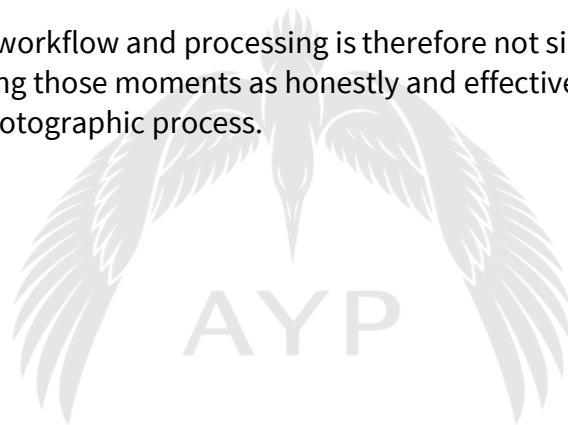 workflow and processing is therefore not si
ng those moments as honestly and effective
otographic process.
AYP